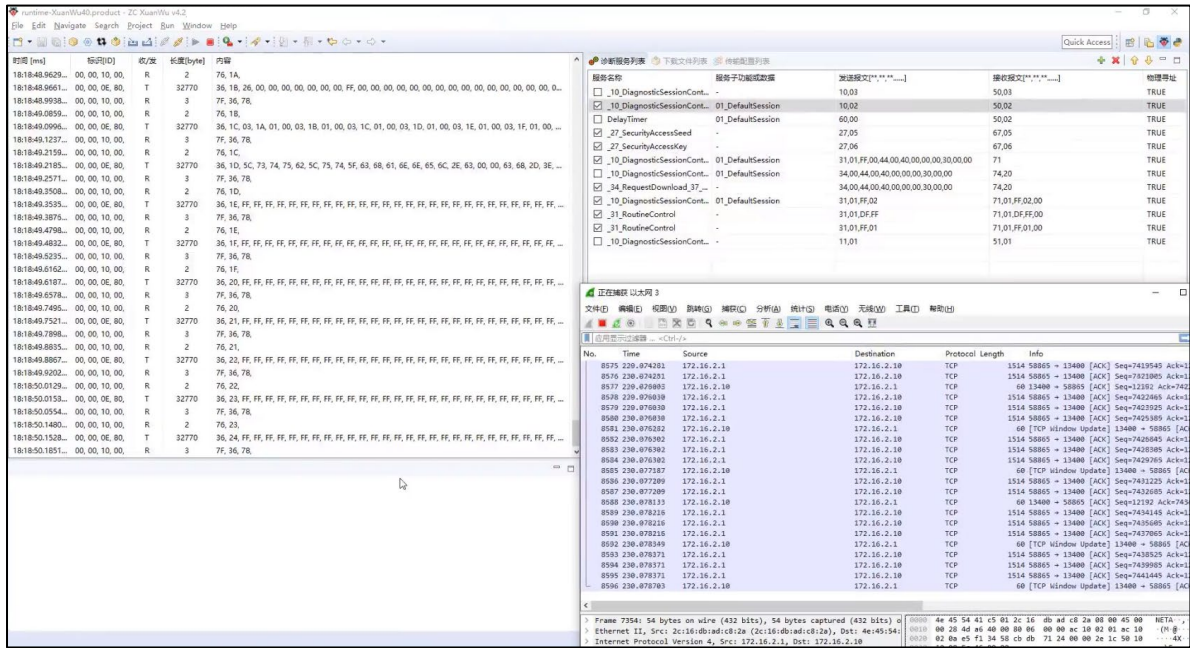 runtime-XuanWu40.product - ZC XuanWu v4.2
File Edit Navigate Search Project Run Window Help
Quick Access
时间 [ms] 标识[ID] 收/发 长度[byte] 内容
18:18:48.9629... 00, 00, 10, 00, R 2 76, 1A,
18:18:48.9661... 00, 00, 0E, 80, T 32770 36, 1B, 26, 00, 00, 00, 00, 00, 00, 00, FF, 00, 00, 00, 00, 00, 00, 00, 00, 00, 00, 00, 00, 00, 00, 0...
18:18:48.9938... 00, 00, 10, 00, R 3 7F, 36, 78,
18:18:49.0859... 00, 00, 10, 00, R 2 76, 1B,
18:18:49.0996... 00, 00, 0E, 80, T 32770 36, 1C, 03, 1A, 01, 00, 03, 1B, 01, 00, 03, 1C, 01, 00, 03, 1D, 01, 00, 03, 1E, 01, 00, 03, 1F, 01, 00, ...
18:18:49.1237... 00, 00, 10, 00, R 3 7F, 36, 78,
18:18:49.2159... 00, 00, 10, 00, R 2 76, 1C,
18:18:49.2185... 00, 00, 0E, 80, T 32770 36, 1D, 5C, 73, 74, 75, 62, 5C, 75, 74, 5F, 63, 68, 61, 6E, 6E, 65, 6C, 2E, 63, 00, 00, 63, 68, 2D, 3E, ...
18:18:49.2571... 00, 00, 10, 00, R 3 7F, 36, 78,
18:18:49.3508... 00, 00, 10, 00, R 2 76, 1D,
18:18:49.3535... 00, 00, 0E, 80, T 32770 36, 1E, FF, FF, FF, FF, FF, FF, FF, FF, FF, FF, FF, FF, FF, FF, FF, FF, FF, FF, FF, FF, FF, FF, FF, FF, ...
18:18:49.3876... 00, 00, 10, 00, R 3 7F, 36, 78,
18:18:49.4798... 00, 00, 10, 00, R 2 76, 1E,
18:18:49.4832... 00, 00, 0E, 80, T 32770 36, 1F, FF, FF, FF, FF, FF, FF, FF, FF, FF, FF, FF, FF, FF, FF, FF, FF, FF, FF, FF, FF, FF, FF, FF, FF, ...
18:18:49.5235... 00, 00, 10, 00, R 3 7F, 36, 78,
18:18:49.6162... 00, 00, 10, 00, R 2 76, 1F,
18:18:49.6187... 00, 00, 0E, 80, T 32770 36, 20, FF, FF, FF, FF, FF, FF, FF, FF, FF, FF, FF, FF, FF, FF, FF, FF, FF, FF, FF, FF, FF, FF, FF, FF, ...
18:18:49.6578... 00, 00, 10, 00, R 3 7F, 36, 78,
18:18:49.7495... 00, 00, 10, 00, R 2 76, 20,
18:18:49.7521... 00, 00, 0E, 80, T 32770 36, 21, FF, FF, FF, FF, FF, FF, FF, FF, FF, FF, FF, FF, FF, FF, FF, FF, FF, FF, FF, FF, FF, FF, FF, FF, ...
18:18:49.7898... 00, 00, 10, 00, R 3 7F, 36, 78,
18:18:49.8835... 00, 00, 10, 00, R 2 76, 21,
18:18:49.8867... 00, 00, 0E, 80, T 32770 36, 22, FF, FF, FF, FF, FF, FF, FF, FF, FF, FF, FF, FF, FF, FF, FF, FF, FF, FF, FF, FF, FF, FF, FF, FF, ...
18:18:49.9202... 00, 00, 10, 00, R 3 7F, 36, 78,
18:18:50.0129... 00, 00, 10, 00, R 2 76, 22,
18:18:50.0153... 00, 00, 0E, 80, T 32770 36, 23, FF, FF, FF, FF, FF, FF, FF, FF, FF, FF, FF, FF, FF, FF, FF, FF, FF, FF, FF, FF, FF, FF, FF, FF, ...
18:18:50.0554... 00, 00, 10, 00, R 3 7F, 36, 78,
18:18:50.1480... 00, 00, 10, 00, R 2 76, 23,
18:18:50.1528... 00, 00, 0E, 80, T 32770 36, 24, FF, FF, FF, FF, FF, FF, FF, FF, FF, FF, FF, FF, FF, FF, FF, FF, FF, FF, FF, FF, FF, FF, FF, FF, ...
18:18:50.1851... 00, 00, 10, 00, R 3 7F, 36, 78,
诊断服务列表 下载文件列表 传输配置列表
服务名称 服务子功能或数据 发送报文[**,**,**......] 接收报文[**,**,**......] 物理寻址
_10_DiagnosticSessionCont... - 10,03 50,03 TRUE
_10_DiagnosticSessionCont... 01_DefaultSession 10,02 50,02 TRUE
DelayTimer 01_DefaultSession 60,00 50,02 TRUE
_27_SecurityAccessSeed - 27,05 67,05 TRUE
_27_SecurityAccessKey - 27,06 67,06 TRUE
_10_DiagnosticSessionCont... 01_DefaultSession 31,01,FF,00,44,00,40,00,00,00,30,00,00 71 TRUE
_10_DiagnosticSessionCont... 01_DefaultSession 34,00,44,00,40,00,00,00,30,00,00 74,20 TRUE
_34_RequestDownload_37_... - 34,00,44,00,40,00,00,00,30,00,00 74,20 TRUE
_10_DiagnosticSessionCont... 01_DefaultSession 31,01,FF,02 71,01,FF,02,00 TRUE
_31_RoutineControl - 31,01,DF,FF 71,01,DF,FF,00 TRUE
_31_RoutineControl - 31,01,FF,01 71,01,FF,01,00 TRUE
_10_DiagnosticSessionCont... - 11,01 51,01 TRUE
正在捕获 以太网 3
文件(F) 编辑(E) 视图(V) 跳转(G) 捕获(C) 分析(A) 统计(S) 电话(Y) 无线(W) 工具(T) 帮助(H)
应用显示过滤器 ... <Ctrl-/>
No. Time Source Destination Protocol Length Info
8575 229.074281 172.16.2.1 172.16.2.10 TCP 1514 58865 → 13400 [ACK] Seq=7419545 Ack=1
8576 229.074281 172.16.2.1 172.16.2.10 TCP 1514 58865 → 13400 [ACK] Seq=7421005 Ack=1
8577 229.076003 172.16.2.10 172.16.2.1 TCP 60 13400 → 58865 [ACK] Seq=12192 Ack=742
8578 229.076030 172.16.2.1 172.16.2.10 TCP 1514 58865 → 13400 [ACK] Seq=7422465 Ack=1
8579 229.076030 172.16.2.1 172.16.2.10 TCP 1514 58865 → 13400 [ACK] Seq=7423925 Ack=1
8580 230.076030 172.16.2.1 172.16.2.10 TCP 1514 58865 → 13400 [ACK] Seq=7425385 Ack=1
8581 230.076282 172.16.2.10 172.16.2.1 TCP 60 [TCP Window Update] 13400 → 58865 [AC
8582 230.076302 172.16.2.1 172.16.2.10 TCP 1514 58865 → 13400 [ACK] Seq=7426845 Ack=1
8583 230.076302 172.16.2.1 172.16.2.10 TCP 1514 58865 → 13400 [ACK] Seq=7428305 Ack=1
8584 230.076302 172.16.2.1 172.16.2.10 TCP 1514 58865 → 13400 [ACK] Seq=7429765 Ack=1
8585 230.077187 172.16.2.10 172.16.2.1 TCP 60 [TCP Window Update] 13400 → 58865 [AC
8586 230.077209 172.16.2.1 172.16.2.10 TCP 1514 58865 → 13400 [ACK] Seq=7431225 Ack=1
8587 230.077209 172.16.2.1 172.16.2.10 TCP 1514 58865 → 13400 [ACK] Seq=7432685 Ack=1
8588 230.078133 172.16.2.10 172.16.2.1 TCP 60 13400 → 58865 [ACK] Seq=12192 Ack=743
8589 230.078216 172.16.2.1 172.16.2.10 TCP 1514 58865 → 13400 [ACK] Seq=7434145 Ack=1
8590 230.078216 172.16.2.1 172.16.2.10 TCP 1514 58865 → 13400 [ACK] Seq=7435605 Ack=1
8591 230.078216 172.16.2.1 172.16.2.10 TCP 1514 58865 → 13400 [ACK] Seq=7437065 Ack=1
8592 230.078349 172.16.2.10 172.16.2.1 TCP 60 [TCP Window Update] 13400 → 58865 [AC
8593 230.078371 172.16.2.1 172.16.2.10 TCP 1514 58865 → 13400 [ACK] Seq=7438525 Ack=1
8594 230.078371 172.16.2.1 172.16.2.10 TCP 1514 58865 → 13400 [ACK] Seq=7439985 Ack=1
8595 230.078371 172.16.2.1 172.16.2.10 TCP 1514 58865 → 13400 [ACK] Seq=7441445 Ack=1
8596 230.078703 172.16.2.10 172.16.2.1 TCP 60 [TCP Window Update] 13400 → 58865 [AC
Frame 7354: 54 bytes on wire (432 bits), 54 bytes captured (432 bits) o
Ethernet II, Src: 2c:16:db:ad:c8:2a (2c:16:db:ad:c8:2a), Dst: 4e:45:54:
Internet Protocol Version 4, Src: 172.16.2.1, Dst: 172.16.2.10
0000 4e 45 54 41 c5 01 2c 16 db ad c8 2a 08 00 45 00 NETA··,·
0010 00 28 4d a6 40 00 80 06 00 00 ac 10 02 01 ac 10 ·(M·@···
0020 02 0a e5 f1 34 58 cb db 71 24 00 00 2e 1c 50 10 ····4X··